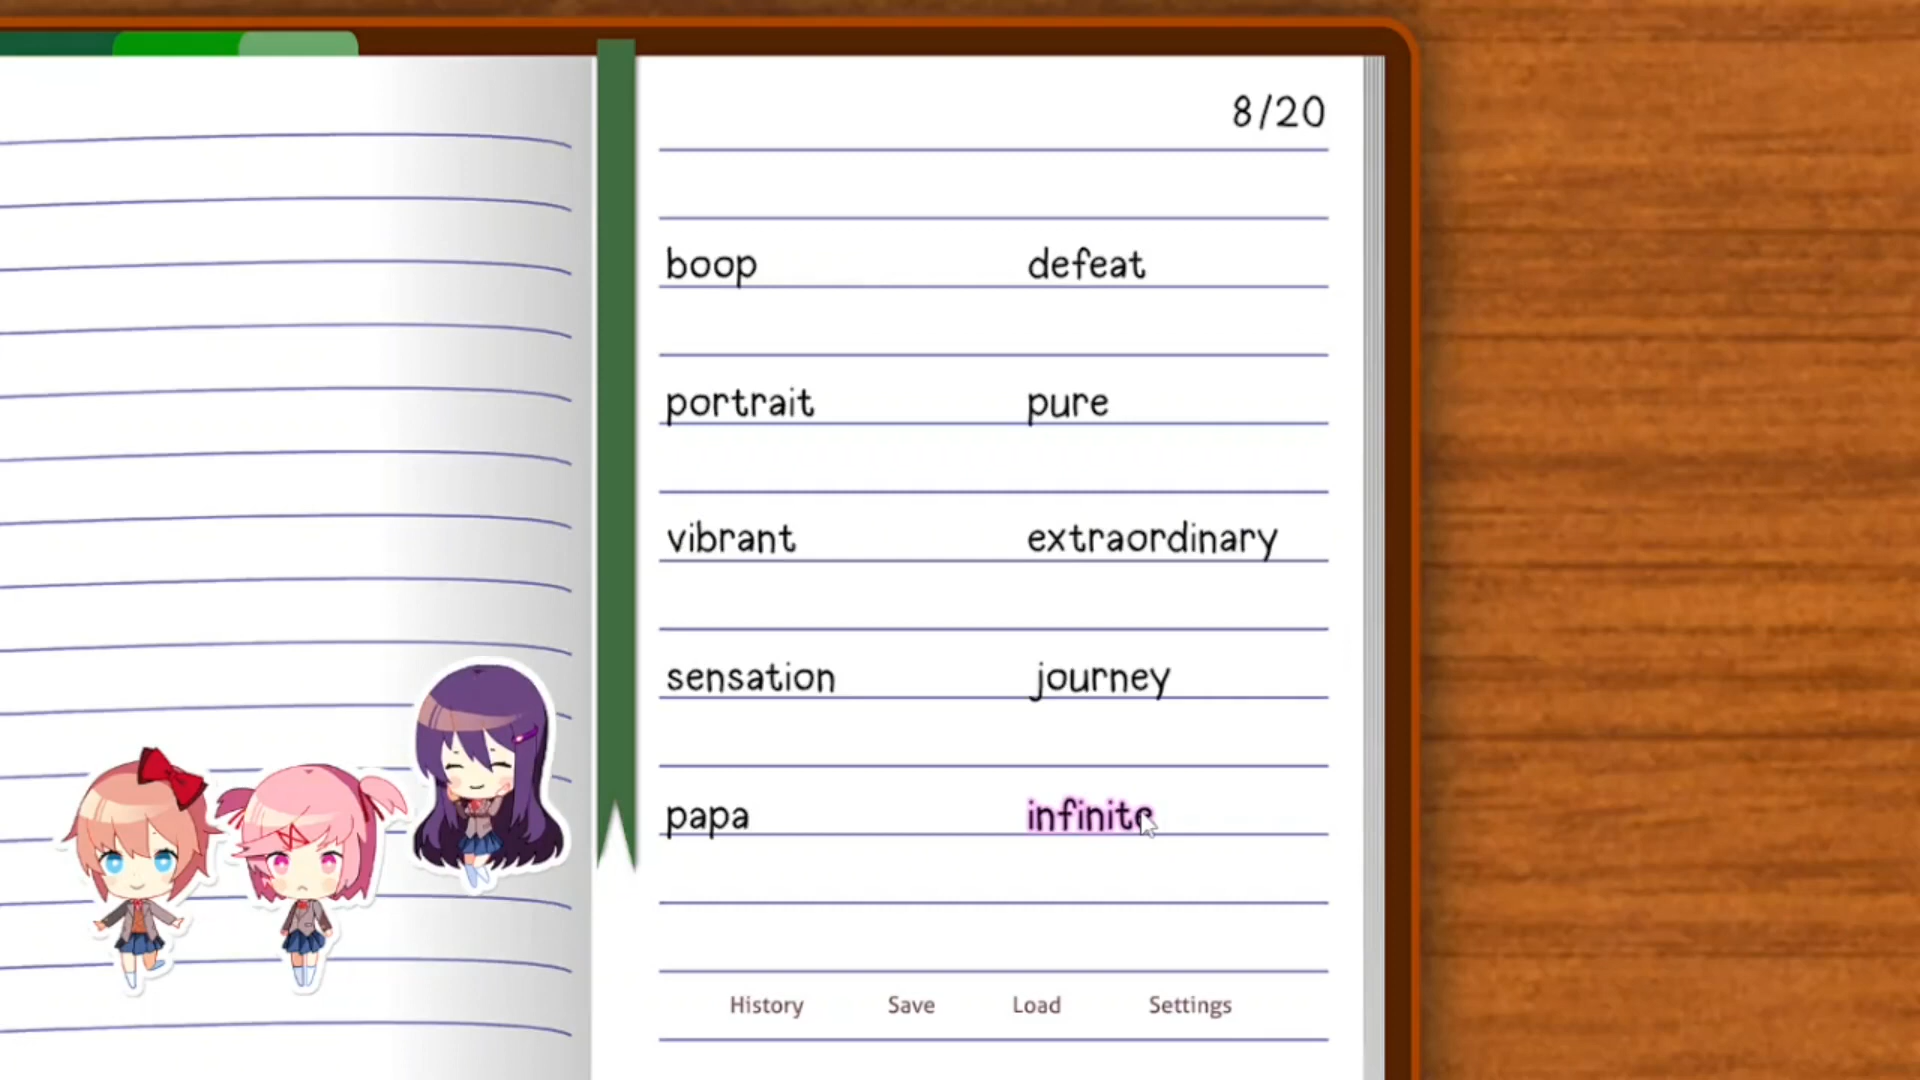 8/20
boop defeat
portrait pure
vibrant extraordinary
sensation journey
papa infinite
History Save Load Settings